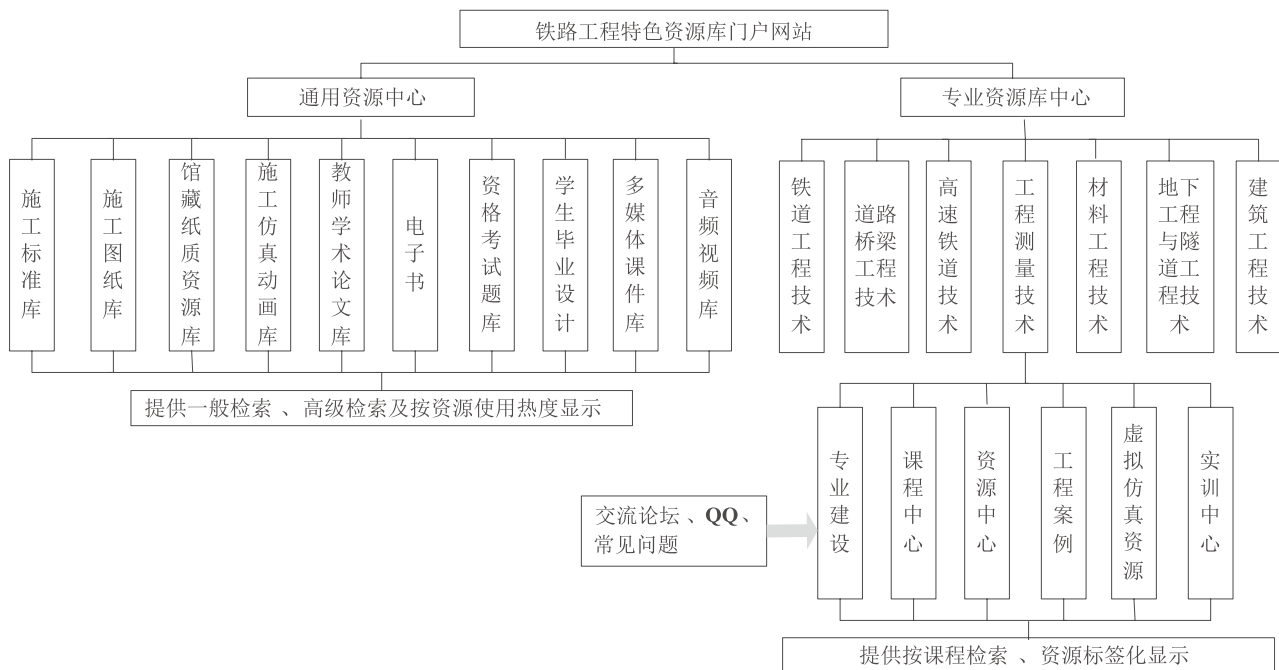 铁路工程特色资源库门户网站
通用资源中心
专业资源库中心
施工标准库
施工图纸库
馆藏纸质资源库
施工仿真动画库
教师学术论文库
电子书
资格考试题库
学生毕业设计
多媒体课件库
音频视频库
铁道工程技术
道路桥梁工程技术
高速铁道技术
工程测量技术
材料工程技术
地下工程与隧道工程技术
建筑工程技术
提供一般检索 、高级检索及按资源使用热度显示
专业建设
课程中心
资源中心
工程案例
虚拟仿真资源
实训中心
交流论坛 、QQ、
常见问题
提供按课程检索 、资源标签化显示